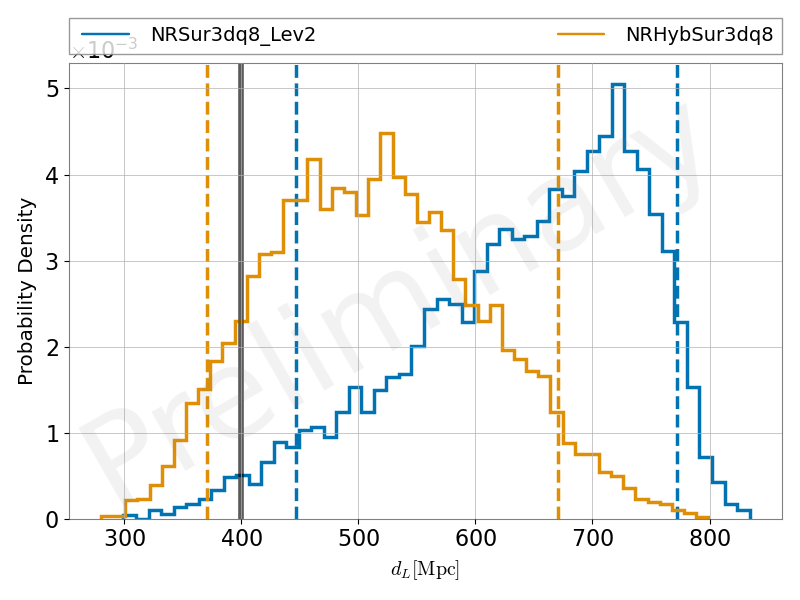 NRSur3dq8_Lev2 NRHybSur3dq8
×10⁻³
5
4
3
2
1
0
Probability Density
Preliminary
300 400 500 600 700 800
d_L[Mpc]